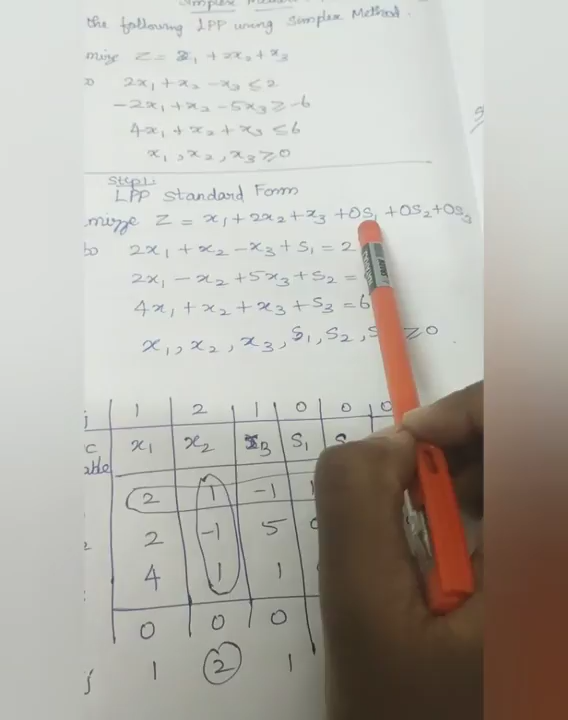 Simplex Method
the following LPP using Simplex Method.
mize Z = x₁ + 2x₂ + x₃
2x₁ + x₂ - x₃ ≤ 2
-2x₁ + x₂ - 5x₃ ≥ -6
4x₁ + x₂ + x₃ ≤ 6
x₁, x₂, x₃ ≥ 0
Step1:
LPP Standard Form
mize Z = x₁ + 2x₂ + x₃ + 0S₁ + 0S₂ + 0S₃
to 2x₁ + x₂ - x₃ + S₁ = 2
2x₁ - x₂ + 5x₃ + S₂ =
4x₁ + x₂ + x₃ + S₃ = 6
x₁, x₂, x₃, S₁, S₂, S ≥ 0
j 1 2 1 0 0 0
c x₁ x₂ x₃ S₁ S
able
2 1 -1 1
2 -1 5
4 1 1
0 0 0
j 1 2 1